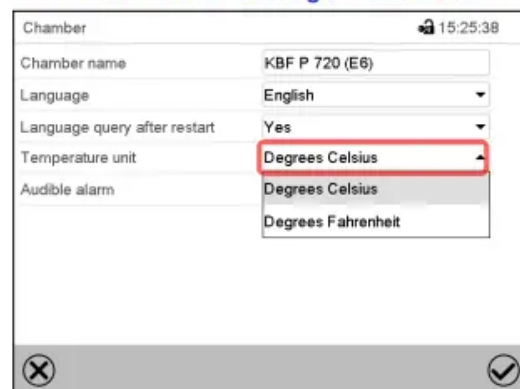 Chamber 15:25:38
Chamber name KBF P 720 (E6)
Language English
Language query after restart Yes
Temperature unit Degrees Celsius
Audible alarm Degrees Celsius
Degrees Fahrenheit